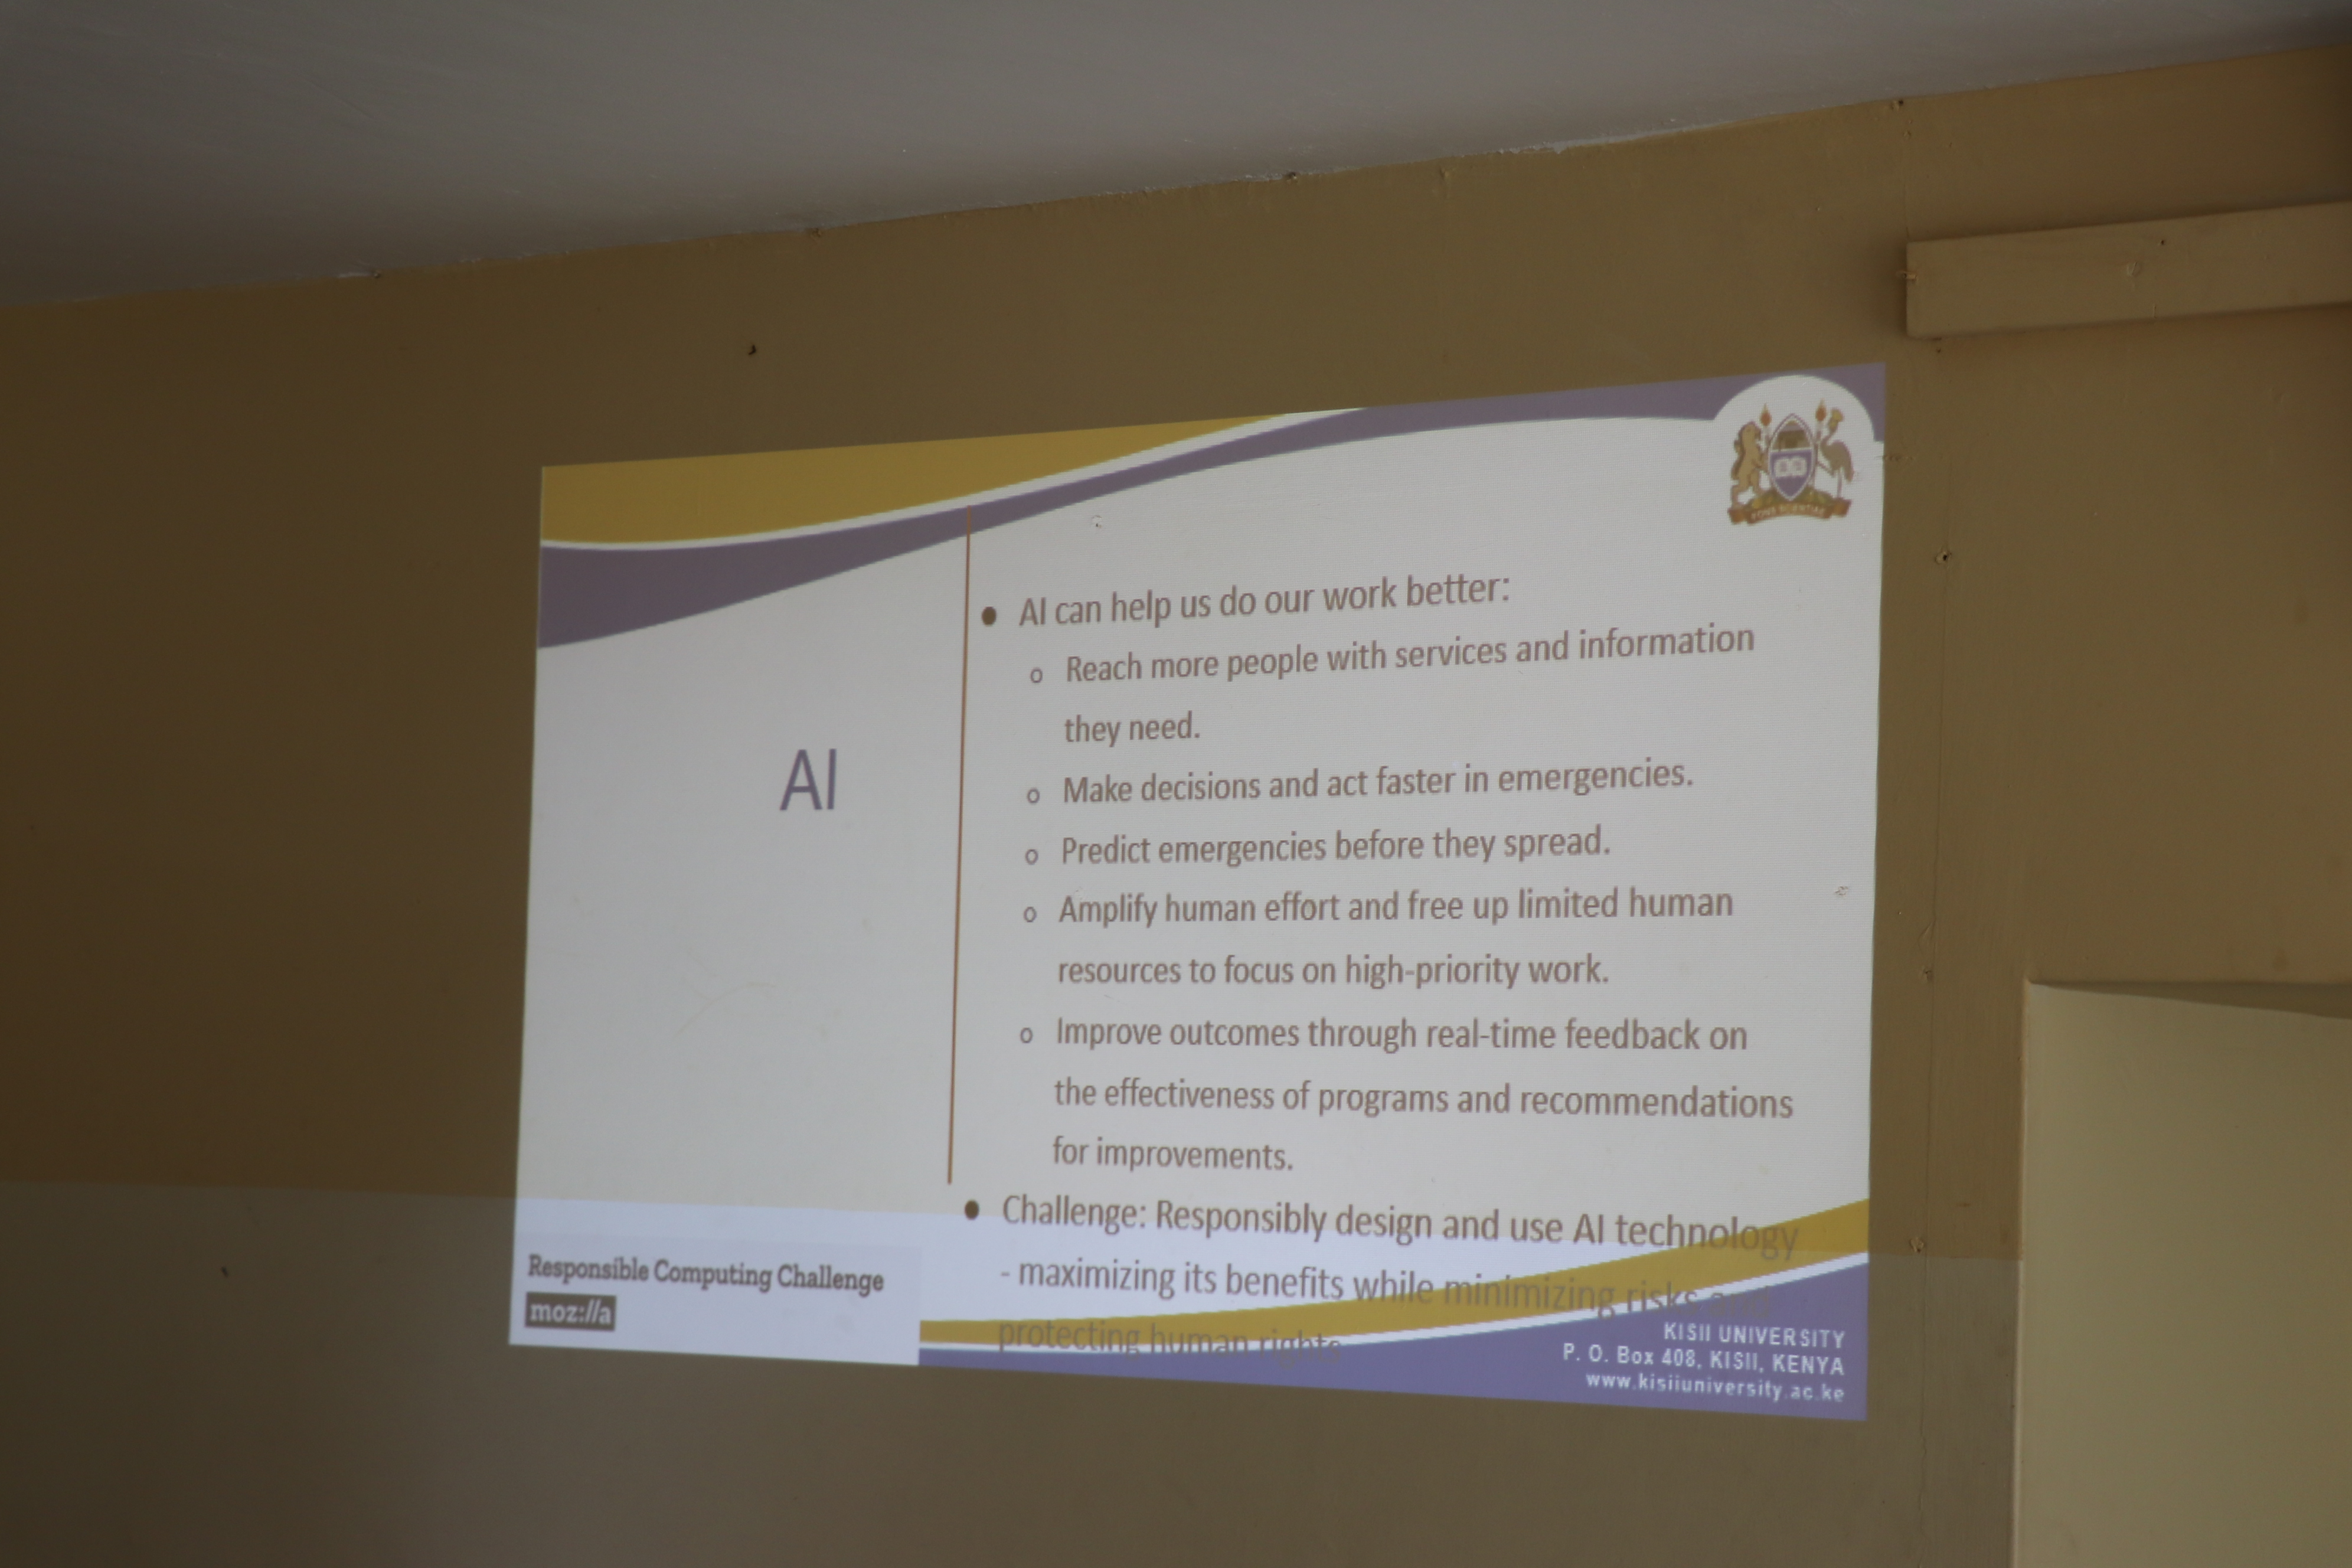 AI
● AI can help us do our work better:
o Reach more people with services and information
they need.
o Make decisions and act faster in emergencies.
o Predict emergencies before they spread.
o Amplify human effort and free up limited human
resources to focus on high-priority work.
o Improve outcomes through real-time feedback on
the effectiveness of programs and recommendations
for improvements.
● Challenge: Responsibly design and use AI technology
- maximizing its benefits while minimizing risks and
protecting human rights
Responsible Computing Challenge
moz://a
KISII UNIVERSITY
P. O. Box 408, KISII, KENYA
www.kisiiuniversity.ac.ke